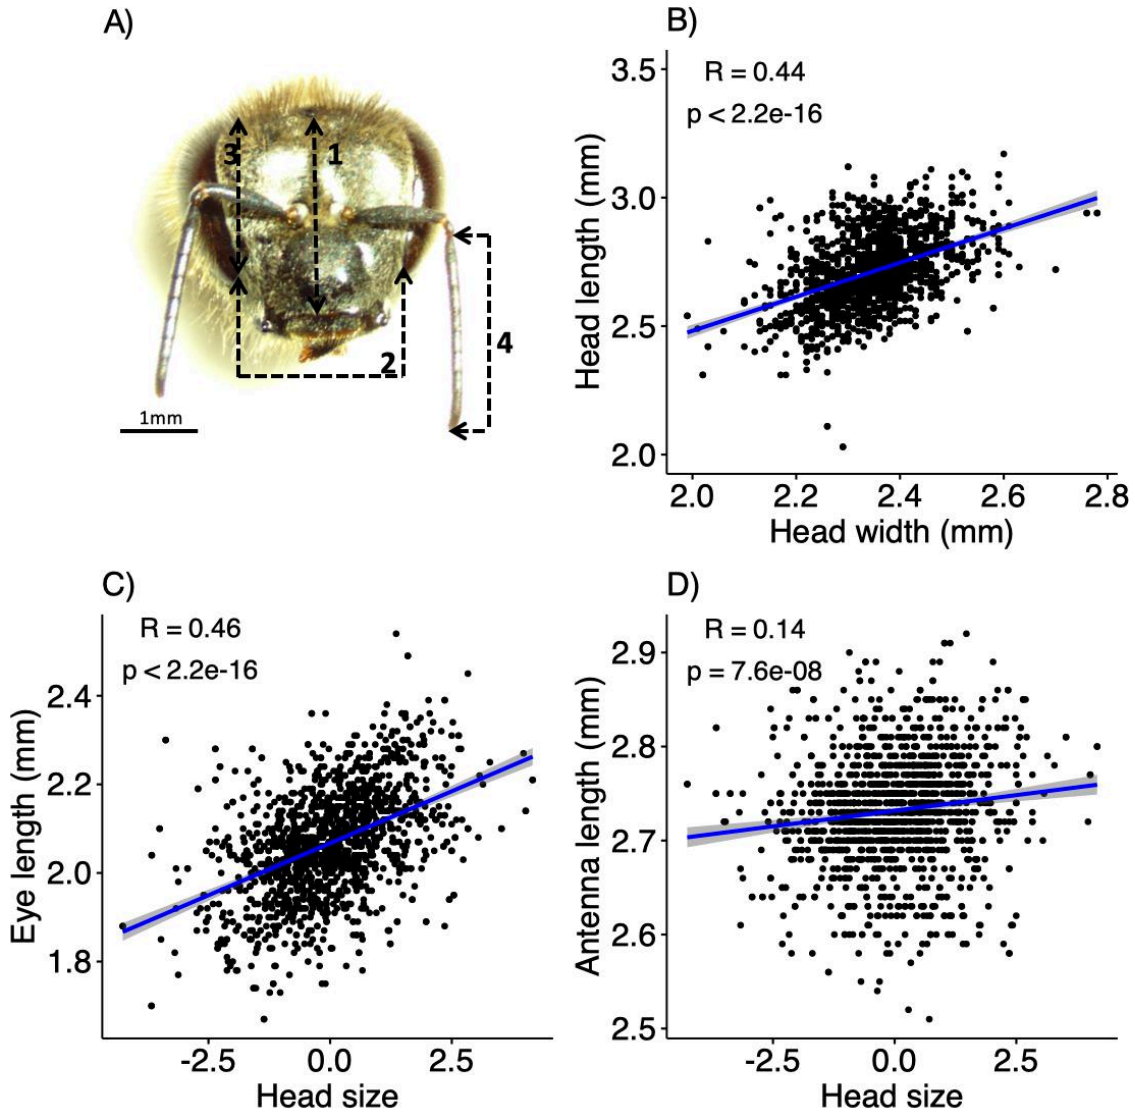 A)
3
1
2
4
1mm
B)
R = 0.44
p < 2.2e-16
3.5
3.0
2.5
2.0
Head length (mm)
2.0 2.2 2.4 2.6 2.8
Head width (mm)
C)
R = 0.46
p < 2.2e-16
2.4
2.2
2.0
1.8
Eye length (mm)
-2.5 0.0 2.5
Head size
D)
R = 0.14
p = 7.6e-08
2.9
2.8
2.7
2.6
2.5
Antenna length (mm)
-2.5 0.0 2.5
Head size